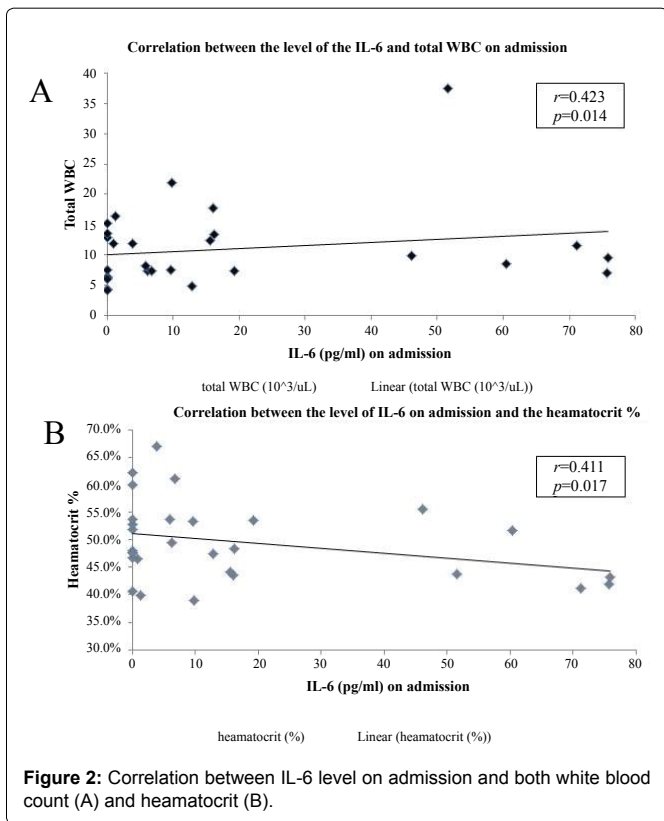 Correlation between the level of the IL-6 and total WBC on admission
A
r=0.423
p=0.014
Total WBC
40
35
30
25
20
15
10
5
0
0 10 20 30 40 50 60 70 80
IL-6 (pg/ml) on admission
total WBC (10^3/uL) Linear (total WBC (10^3/uL))
Correlation between the level of IL-6 on admission and the heamatocrit %
B
r=0.411
p=0.017
Heamatocrit %
70.0%
65.0%
60.0%
55.0%
50.0%
45.0%
40.0%
35.0%
30.0%
0 10 20 30 40 50 60 70 80
IL-6 (pg/ml) on admission
heamatocrit (%) Linear (heamatocrit (%))
Figure 2: Correlation between IL-6 level on admission and both white blood
count (A) and heamatocrit (B).